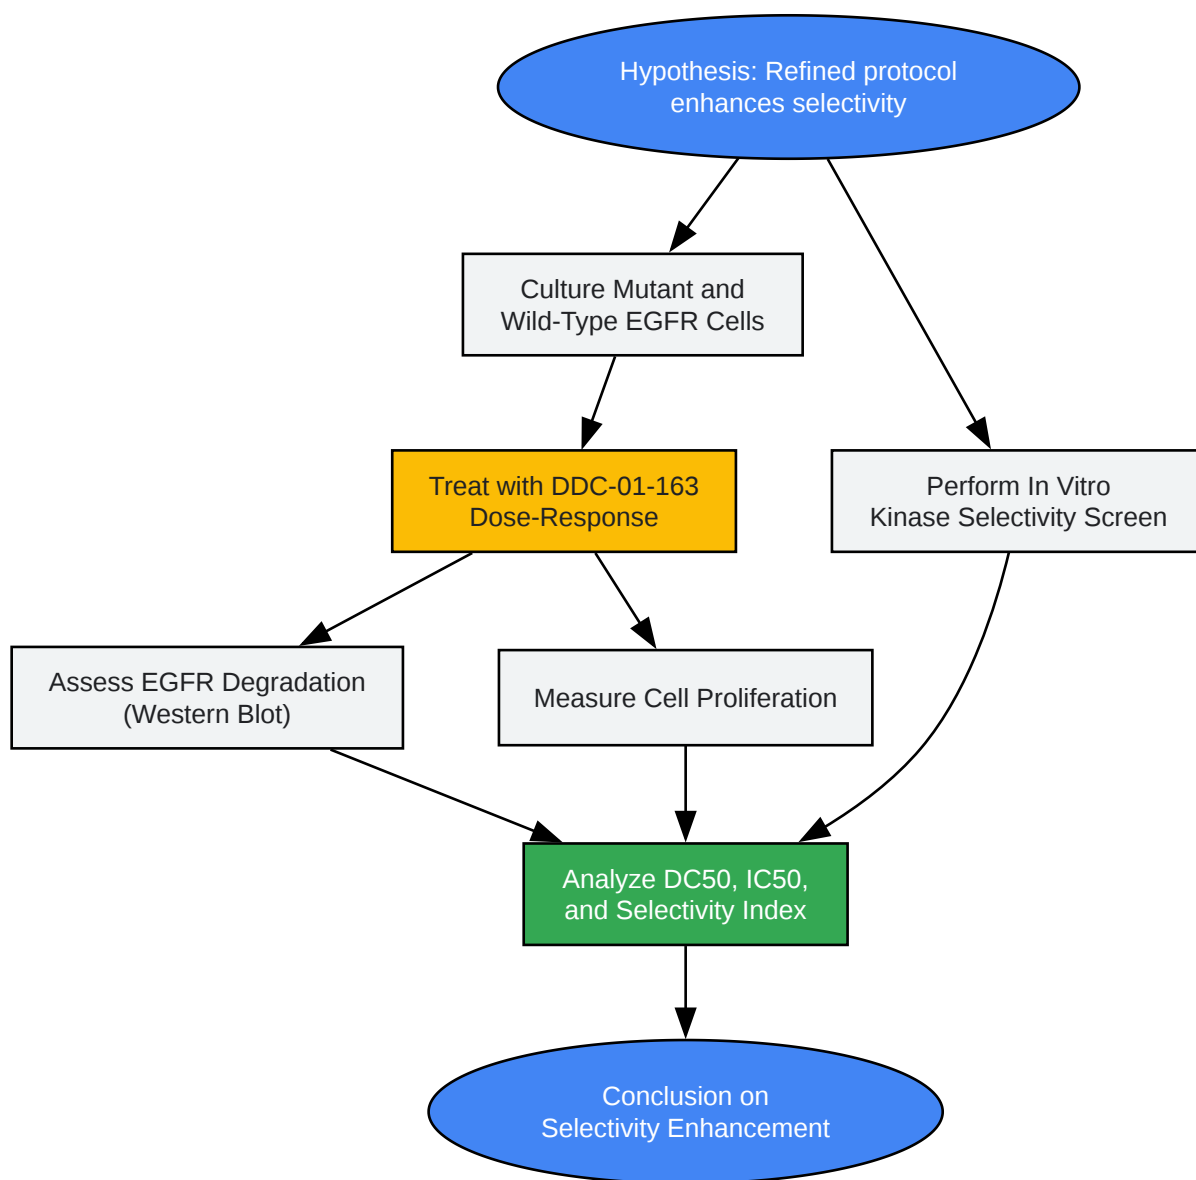 Hypothesis: Refined protocol
enhances selectivity
Culture Mutant and
Wild-Type EGFR Cells
Treat with DDC-01-163
Dose-Response
Perform In Vitro
Kinase Selectivity Screen
Assess EGFR Degradation
(Western Blot)
Measure Cell Proliferation
Analyze DC50, IC50,
and Selectivity Index
Conclusion on
Selectivity Enhancement